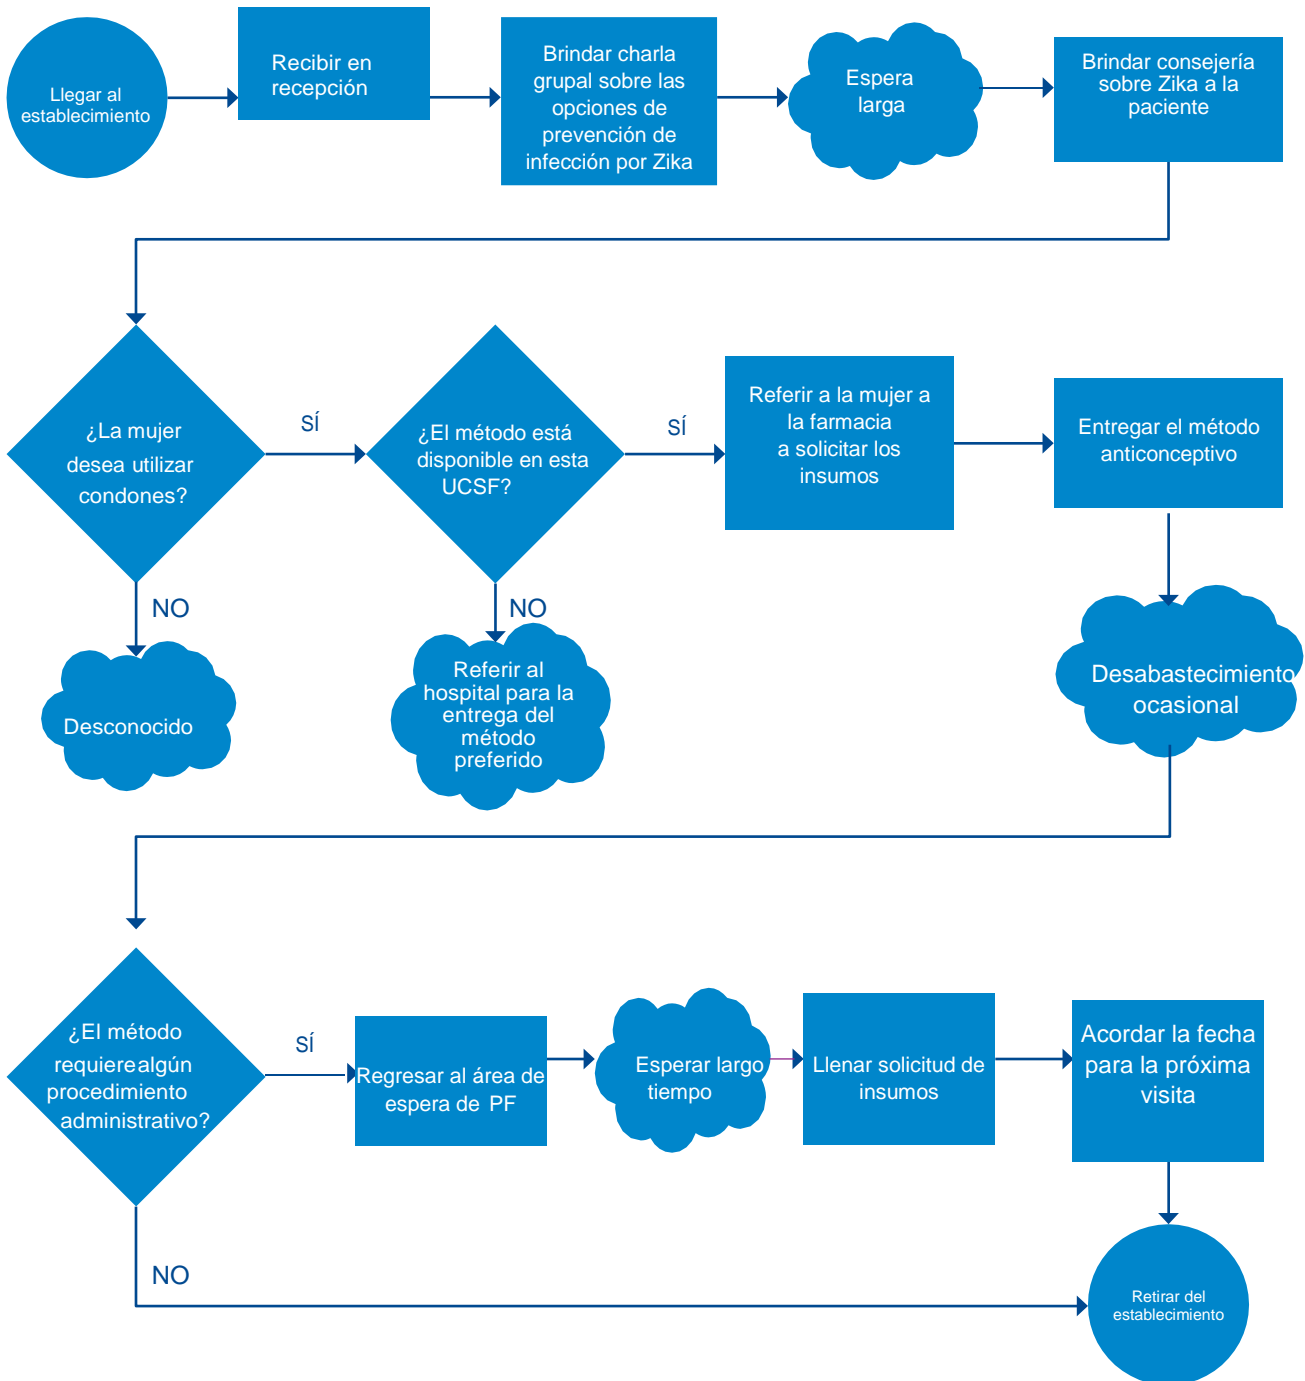 Llegar al
establecimiento
Recibir en
recepción
Brindar charla
grupal sobre las
opciones de
prevención de
infección por Zika
Espera
larga
Brindar consejería
sobre Zika a la
paciente
¿La mujer
desea utilizar
condones?
SÍ
NO
Desconocido
¿El método está
disponible en esta
UCSF?
SÍ
NO
Referir al
hospital para la
entrega del
método
preferido
Referir a la mujer a
la farmacia
a solicitar los
insumos
Entregar el método
anticonceptivo
Desabastecimiento
ocasional
¿El método
requiere algún
procedimiento
administrativo?
SÍ
NO
Regresar al área de
espera de PF
Esperar largo
tiempo
Llenar solicitud de
insumos
Acordar la fecha
para la próxima
visita
Retirar del
establecimiento